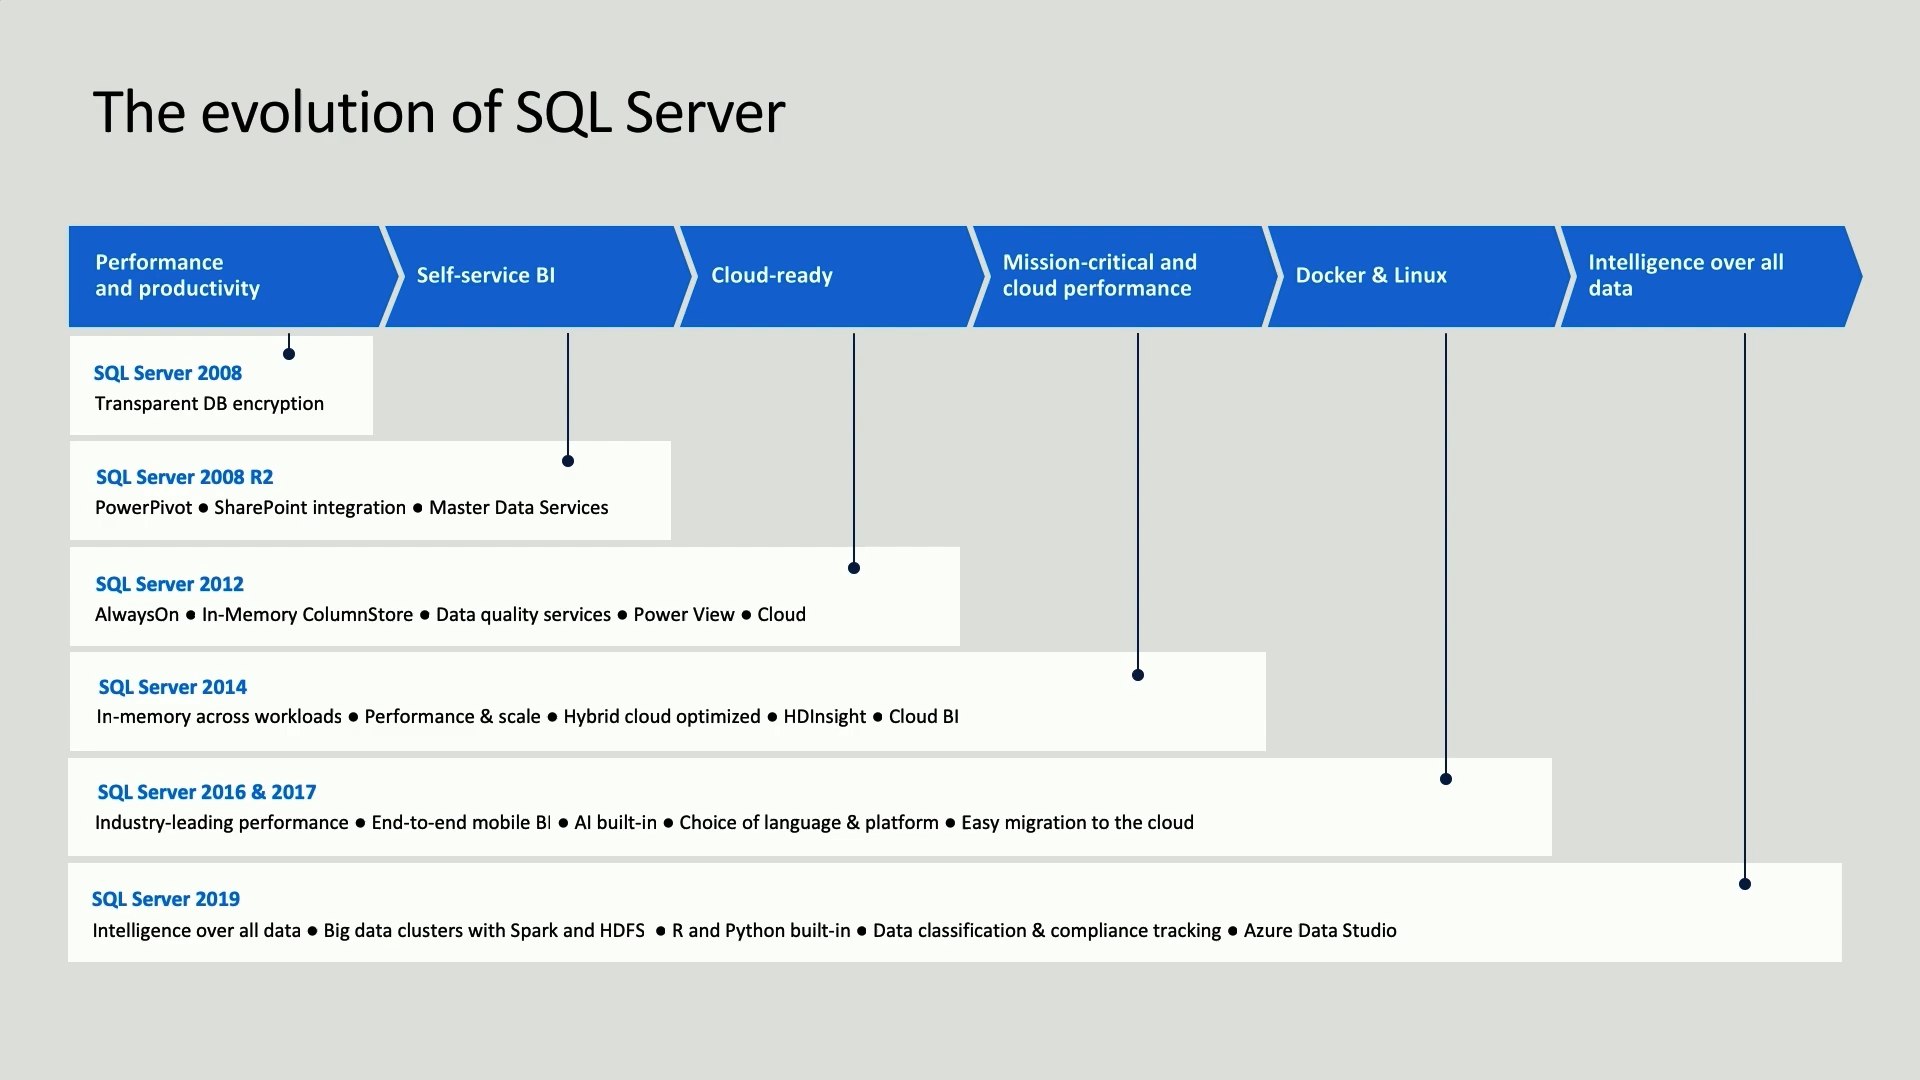 The evolution of SQL Server
Performance
and productivity
Self-service BI
Cloud-ready
Mission-critical and
cloud performance
Docker & Linux
Intelligence over all
data
SQL Server 2008
Transparent DB encryption
SQL Server 2008 R2
PowerPivot ● SharePoint integration ● Master Data Services
SQL Server 2012
AlwaysOn ● In-Memory ColumnStore ● Data quality services ● Power View ● Cloud
SQL Server 2014
In-memory across workloads ● Performance & scale ● Hybrid cloud optimized ● HDInsight ● Cloud BI
SQL Server 2016 & 2017
Industry-leading performance ● End-to-end mobile BI ● AI built-in ● Choice of language & platform ● Easy migration to the cloud
SQL Server 2019
Intelligence over all data ● Big data clusters with Spark and HDFS ● R and Python built-in ● Data classification & compliance tracking ● Azure Data Studio